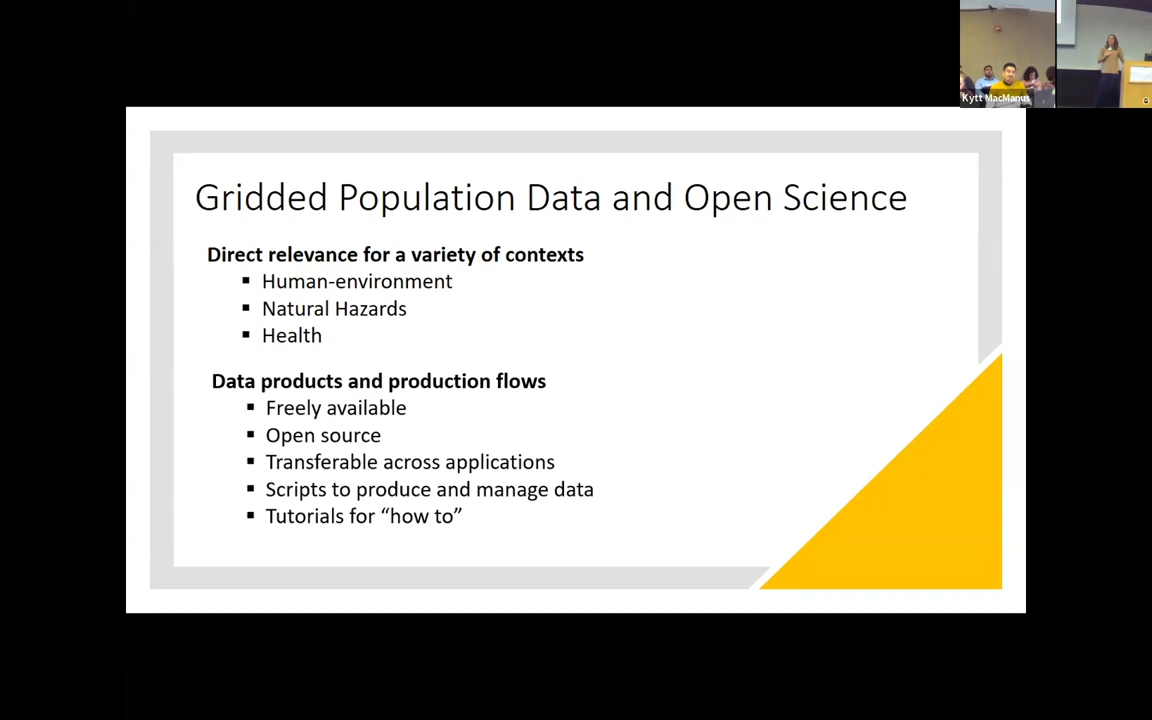 Kytt MacManus
Gridded Population Data and Open Science
Direct relevance for a variety of contexts
▪ Human-environment
▪ Natural Hazards
▪ Health
Data products and production flows
▪ Freely available
▪ Open source
▪ Transferable across applications
▪ Scripts to produce and manage data
▪ Tutorials for “how to”